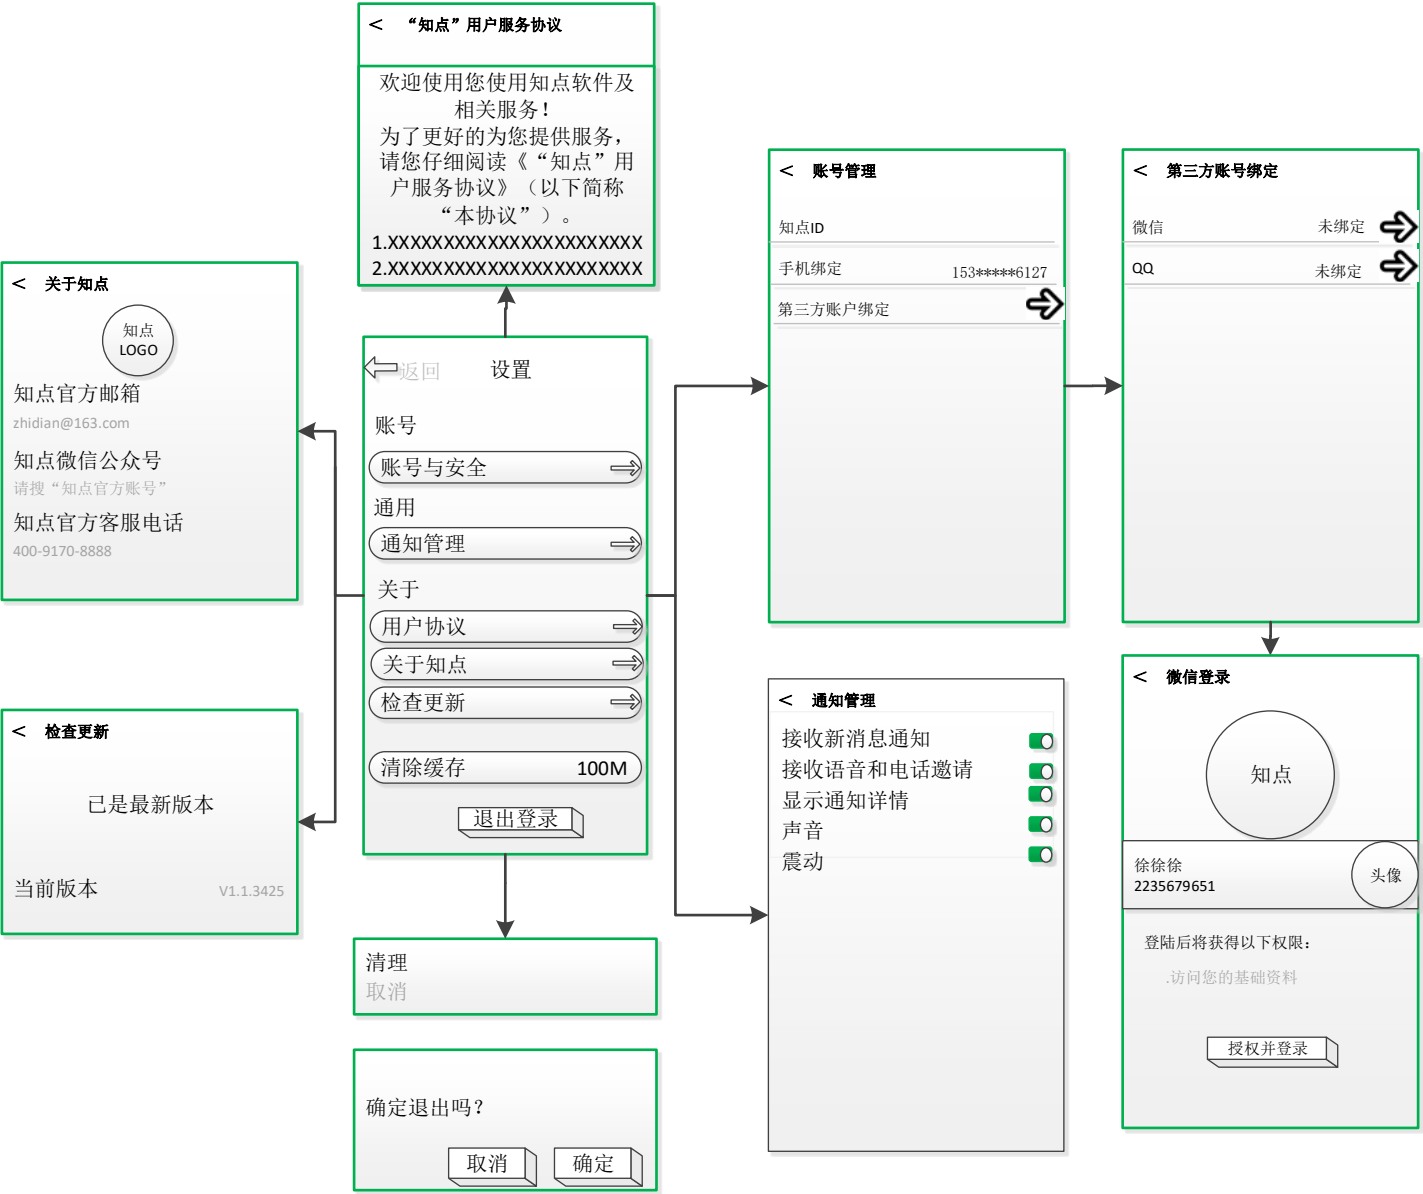 < “知点”用户服务协议
欢迎使用您使用知点软件及
相关服务！
为了更好的为您提供服务，
请您仔细阅读《“知点”用
户服务协议》（以下简称
“本协议”）。
1.XXXXXXXXXXXXXXXXXXXXXXX
2.XXXXXXXXXXXXXXXXXXXXXXX
< 关于知点
知点
LOGO
知点官方邮箱
zhidian@163.com
知点微信公众号
请搜“知点官方账号”
知点官方客服电话
400-9170-8888
< 检查更新
已是最新版本
当前版本 V1.1.3425
返回 设置
账号
账号与安全
通用
通知管理
关于
用户协议
关于知点
检查更新
清除缓存 100M
退出登录
清理
取消
确定退出吗？
取消 确定
< 账号管理
知点ID
手机绑定 153*****6127
第三方账户绑定
< 通知管理
接收新消息通知
接收语音和电话邀请
显示通知详情
声音
震动
< 第三方账号绑定
微信 未绑定
QQ 未绑定
< 微信登录
知点
徐徐徐
2235679651
头像
登陆后将获得以下权限：
.访问您的基础资料
授权并登录